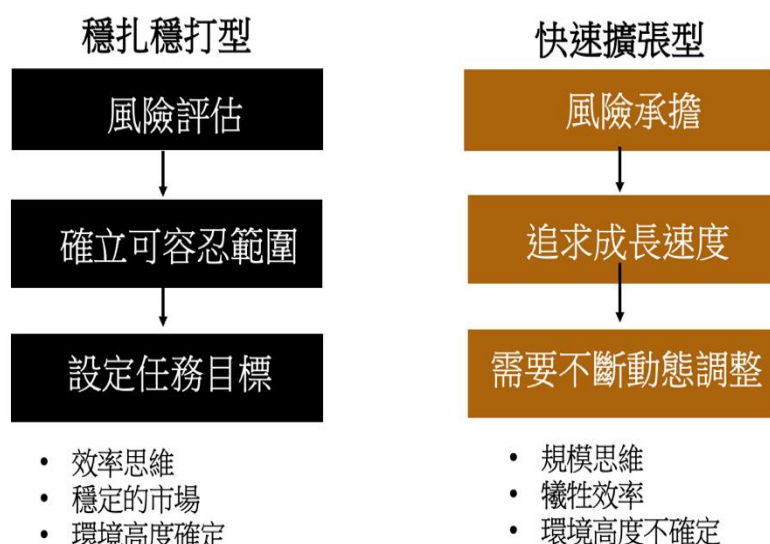 穩扎穩打型
風險評估
確立可容忍範圍
設定任務目標
• 效率思維
• 穩定的市場
• 環境高度確定
快速擴張型
風險承擔
追求成長速度
需要不斷動態調整
• 規模思維
• 犧牲效率
• 環境高度不確定